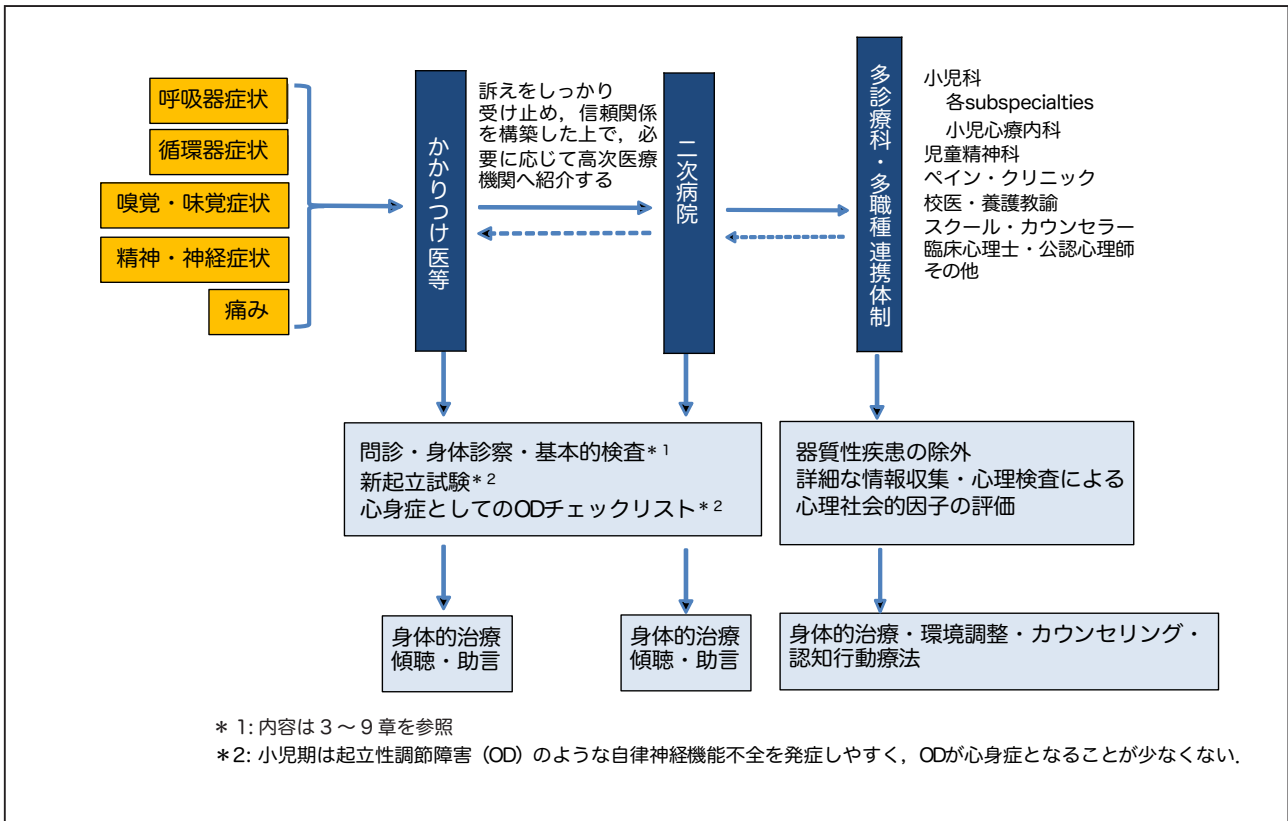 呼吸器症状
循環器症状
嗅覚・味覚症状
精神・神経症状
痛み
かかりつけ医等
訴えをしっかり
受け止め，信頼関係
を構築した上で，必
要に応じて高次医療
機関へ紹介する
二次病院
多診療科・多職種連携体制
小児科
各subspecialties
小児心療内科
児童精神科
ペイン・クリニック
校医・養護教諭
スクール・カウンセラー
臨床心理士・公認心理師
その他
問診・身体診察・基本的検査＊1
新起立試験＊2
心身症としてのODチェックリスト＊2
器質性疾患の除外
詳細な情報収集・心理検査による
心理社会的因子の評価
身体的治療
傾聴・助言
身体的治療
傾聴・助言
身体的治療・環境調整・カウンセリング・
認知行動療法
＊1: 内容は３～９章を参照
＊2: 小児期は起立性調節障害（OD）のような自律神経機能不全を発症しやすく，ODが心身症となることが少なくない．